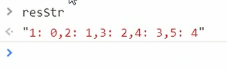 > resStr
< "1: 0,2: 1,3: 2,4: 3,5: 4"
>